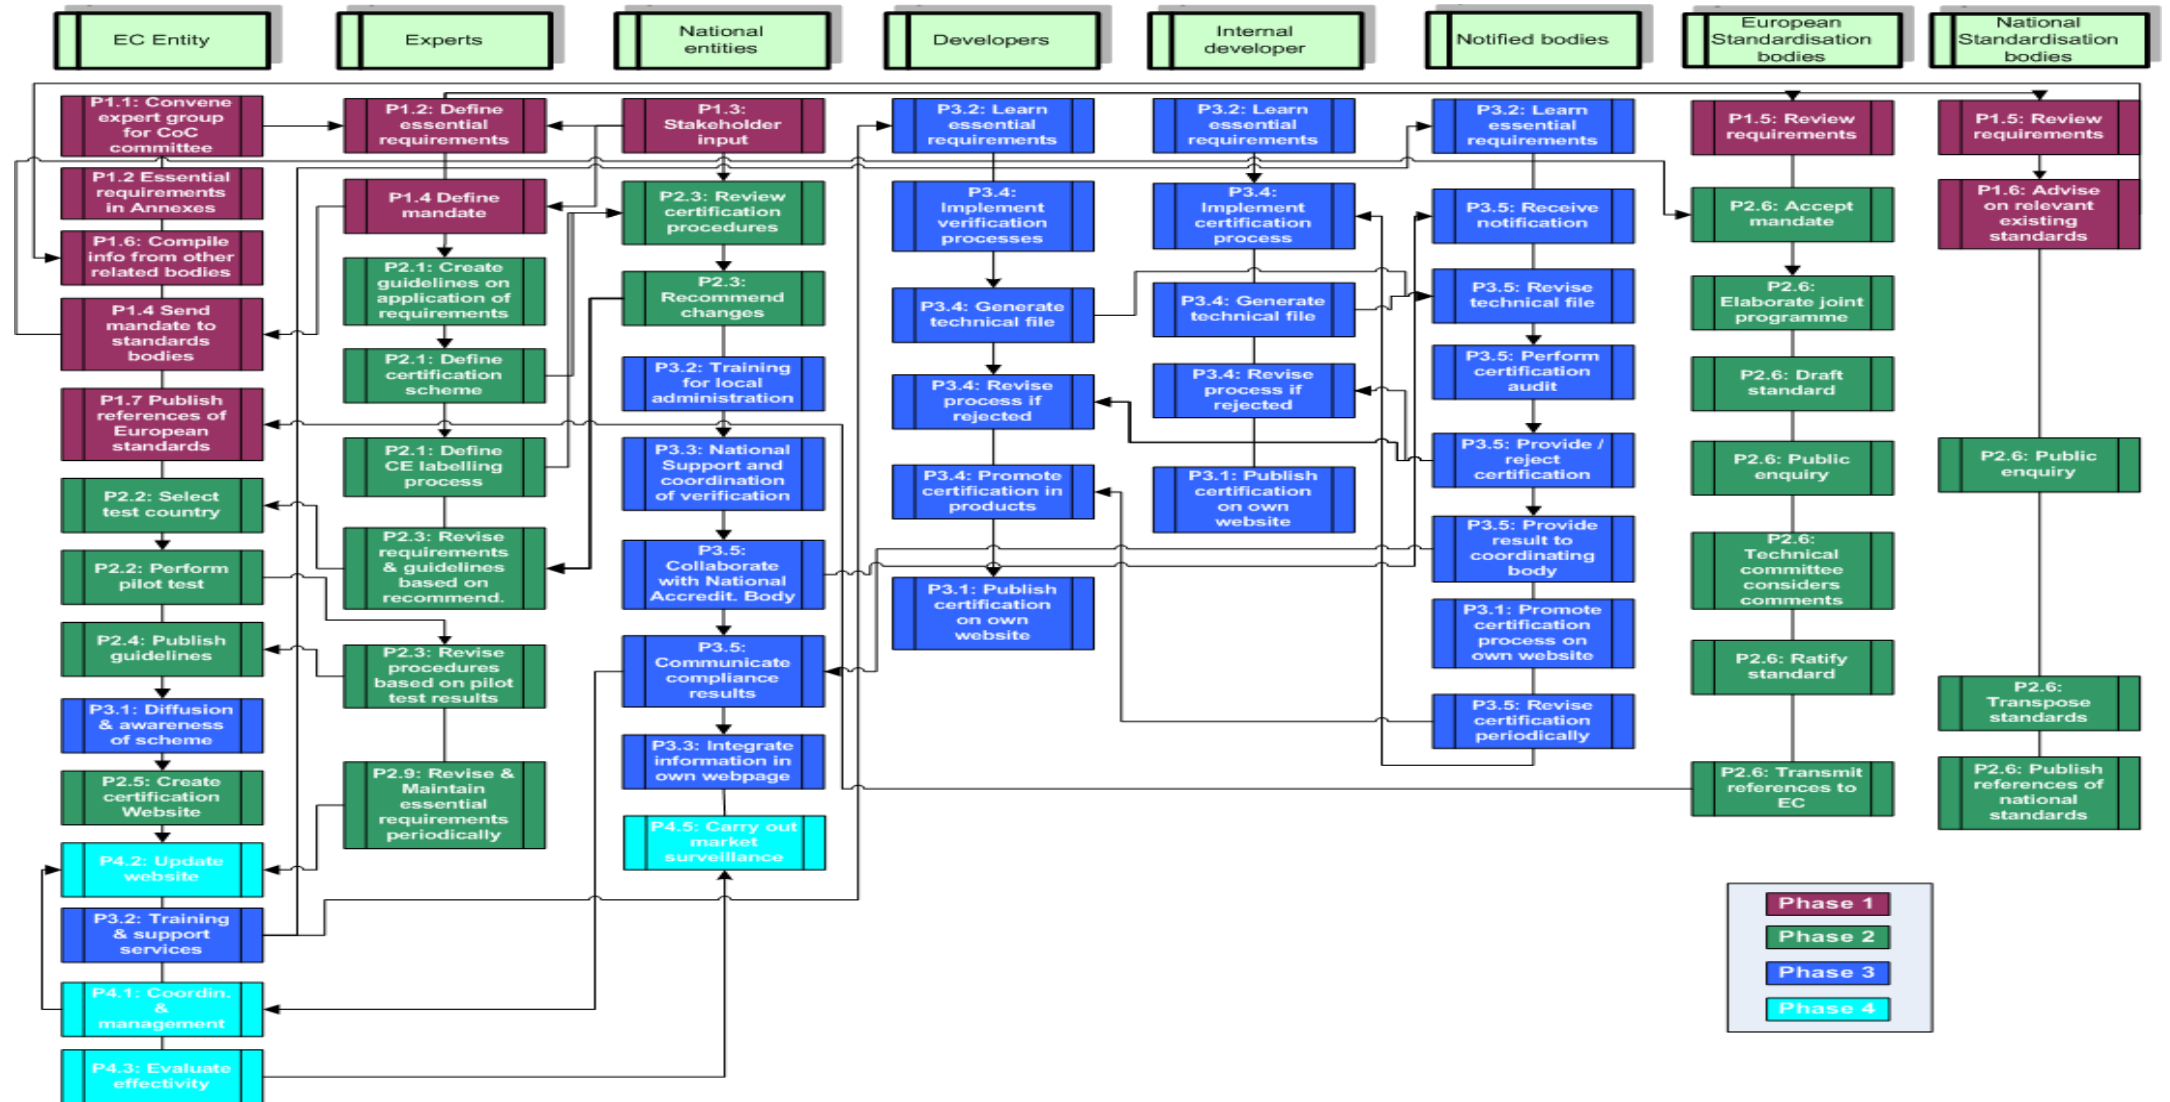 EC Entity
Experts
National
entities
Developers
Internal
developer
Notified bodies
European
Standardisation
bodies
National
Standardisation
bodies
P1.1: Convene
expert group
for CoC
committee
P1.2 Essential
requirements
in Annexes
P1.6: Compile
info from other
related bodies
P1.4 Send
mandate to
standards
bodies
P1.7 Publish
references of
European
standards
P2.2: Select
test country
P2.2: Perform
pilot test
P2.4: Publish
guidelines
P3.1: Diffusion
& awareness
of scheme
P2.5: Create
certification
Website
P4.2: Update
website
P3.2: Training
& support
services
P4.1: Coordin.
&
management
P4.3: Evaluate
effectivity
P1.2: Define
essential
requirements
P1.4 Define
mandate
P2.1: Create
guidelines on
application of
requirements
P2.1: Define
certification
scheme
P2.1: Define
CE labelling
process
P2.3: Revise
requirements
& guidelines
based on
recommend.
P2.3: Revise
procedures
based on pilot
test results
P2.9: Revise &
Maintain
essential
requirements
periodically
P1.3:
Stakeholder
input
P2.3: Review
certification
procedures
P2.3:
Recommend
changes
P3.2: Training
for local
administration
P3.3: National
Support and
coordination
of verification
P3.5:
Collaborate
with National
Accredit. Body
P3.5:
Communicate
compliance
results
P3.3: Integrate
information in
own webpage
P4.5: Carry out
market
surveillance
P3.2: Learn
essential
requirements
P3.4:
Implement
verification
processes
P3.4: Generate
technical file
P3.4: Revise
process if
rejected
P3.4: Promote
certification in
products
P3.1: Publish
certification
on own
website
P3.2: Learn
essential
requirements
P3.4:
Implement
certification
process
P3.4: Generate
technical file
P3.4: Revise
process if
rejected
P3.1: Publish
certification
on own
website
P3.2: Learn
essential
requirements
P3.5: Receive
notification
P3.5: Revise
technical file
P3.5: Perform
certification
audit
P3.5: Provide /
reject
certification
P3.5: Provide
result to
coordinating
body
P3.1: Promote
certification
process on
own website
P3.5: Revise
certification
periodically
P1.5: Review
requirements
P2.6: Accept
mandate
P2.6:
Elaborate joint
programme
P2.6: Draft
standard
P2.6: Public
enquiry
P2.6:
Technical
committee
considers
comments
P2.6: Ratify
standard
P2.6: Transmit
references to
EC
P1.5: Review
requirements
P1.6: Advise
on relevant
existing
standards
P2.6: Public
enquiry
P2.6:
Transpose
standards
P2.6: Publish
references of
national
standards
Phase 1
Phase 2
Phase 3
Phase 4